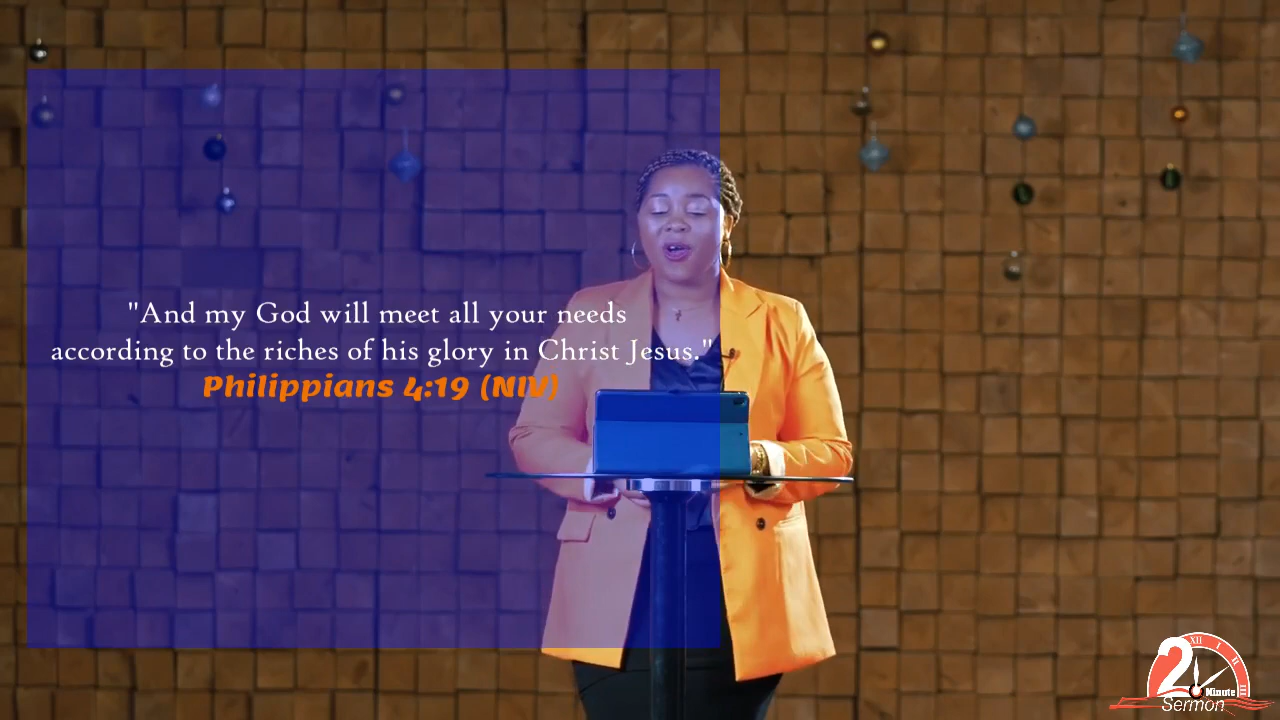 "And my God will meet all your needs
according to the riches of his glory in Christ Jesus."
Philippians 4:19 (NIV)
XII
2
Minute
Sermon